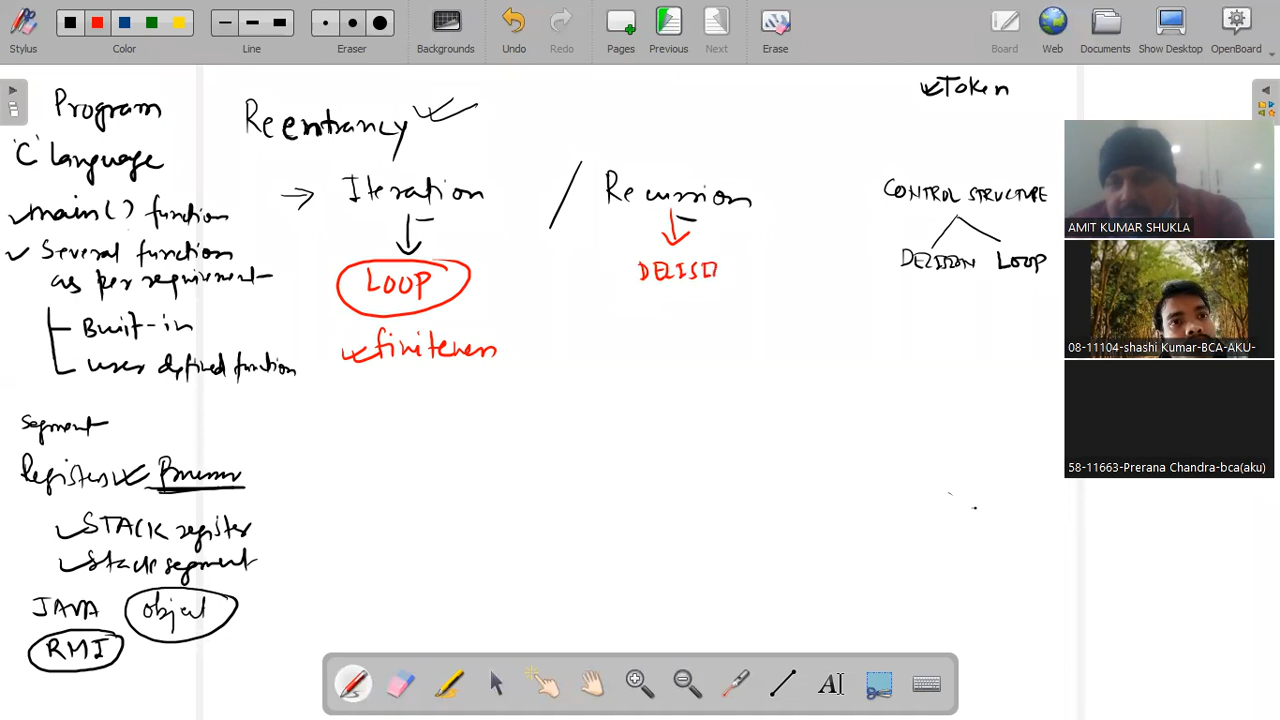 Stylus
Color
Line
Eraser
Backgrounds
Undo
Redo
Pages
Previous
Next
Erase
Board
Web
Documents
Show Desktop
OpenBoard
Token
Program
'C' language
main() function
Several function
as per requirement
Built-in
user defined function
Segment
Registers
STACK register
Stack segment
JAVA object
RMI
Reentrancy
Iteration / Recursion
LOOP
finiteness
CONTROL STRUCTURE
LOOP
AMIT KUMAR SHUKLA
08-11104-shashi Kumar-BCA-AKU-
58-11663-Prerana Chandra-bca(aku)